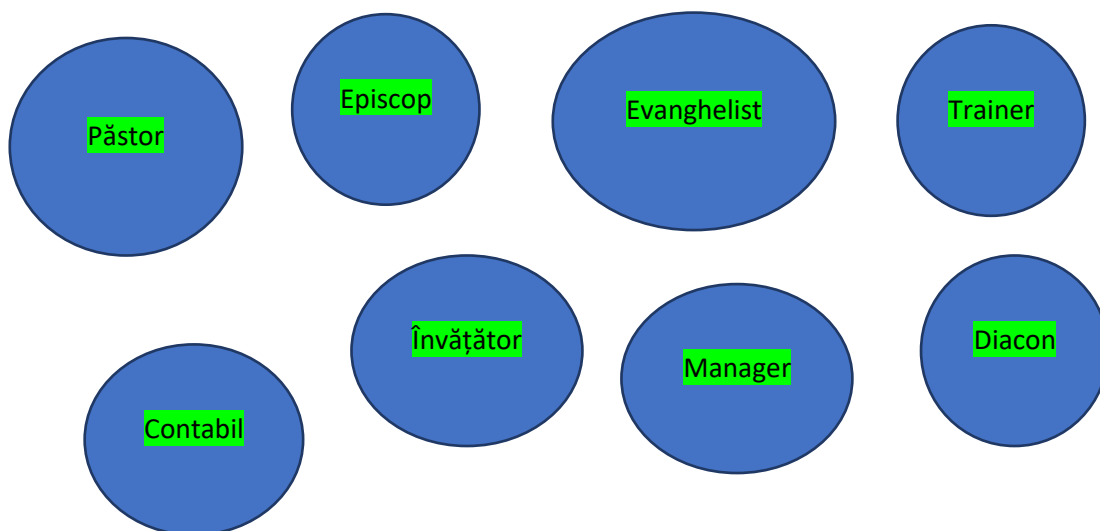 Păstor
Episcop
Evanghelist
Trainer
Contabil
Învățător
Manager
Diacon